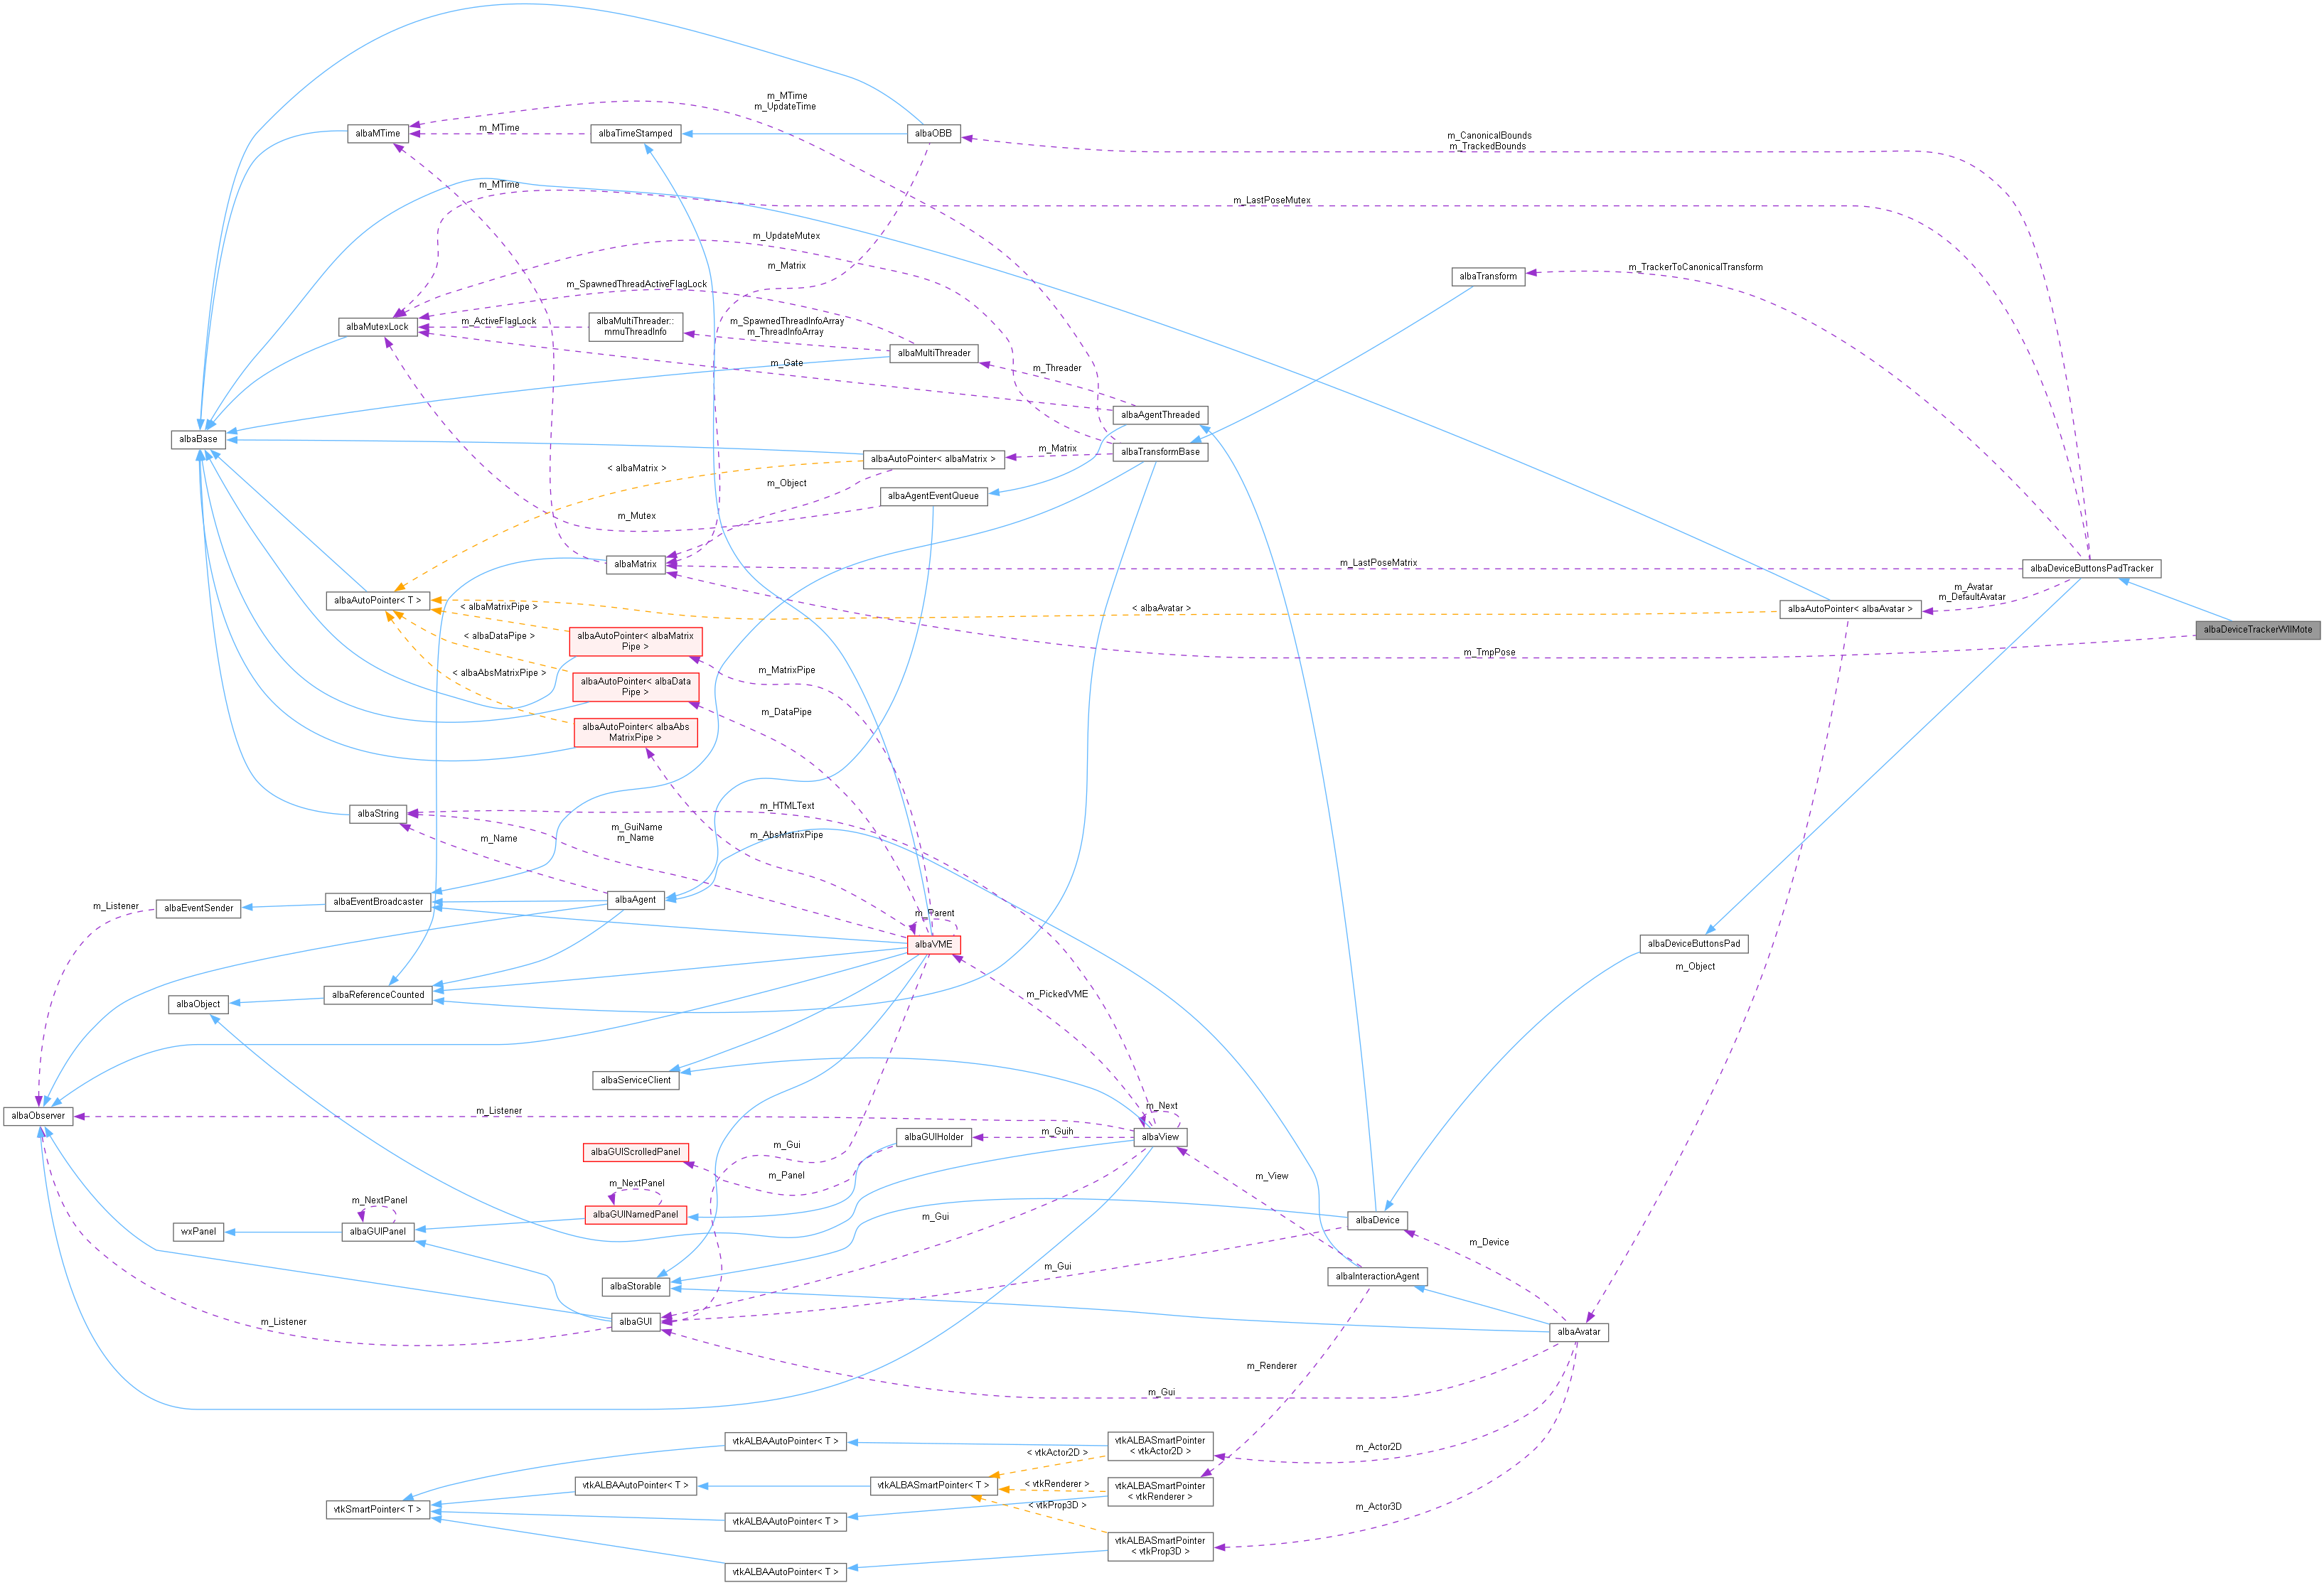 m_MTime
m_UpdateTime
albaMTime
m_MTime
albaTimeStamped
albaOBB
m_CanonicalBounds
m_TrackedBounds
m_MTime
m_LastPoseMutex
m_UpdateMutex
m_Matrix
m_TrackerToCanonicalTransform
albaTransform
m_SpawnedThreadActiveFlagLock
albaMutexLock
m_ActiveFlagLock
albaMultiThreader::
mmuThreadInfo
m_SpawnedThreadInfoArray
m_ThreadInfoArray
albaMultiThreader
m_Gate
m_Threader
albaAgentThreaded
albaBase
albaTransformBase
m_Matrix
albaAutoPointer< albaMatrix >
< albaMatrix >
m_Object
albaAgentEventQueue
m_Mutex
albaMatrix
m_LastPoseMatrix
albaDeviceButtonsPadTracker
m_Avatar
m_DefaultAvatar
albaAutoPointer< T >
< albaMatrixPipe >
< albaAvatar >
albaAutoPointer< albaAvatar >
albaDeviceTrackerWIIMote
albaAutoPointer< albaMatrix
Pipe >
< albaDataPipe >
m_TmpPose
< albaAbsMatrixPipe >
m_MatrixPipe
albaAutoPointer< albaData
Pipe >
m_DataPipe
albaAutoPointer< albaAbs
MatrixPipe >
albaString
m_HTMLText
m_Name
m_GuiName
m_Name
m_AbsMatrixPipe
m_Listener
albaEventSender
albaEventBroadcaster
albaAgent
m_Parent
albaVME
albaDeviceButtonsPad
m_Object
albaObject
albaReferenceCounted
m_PickedVME
albaServiceClient
albaObserver
m_Listener
m_Next
albaView
m_Guih
albaGUIHolder
m_Gui
albaGUIScrolledPanel
m_Panel
m_View
m_NextPanel
m_NextPanel
albaGUINamedPanel
m_Gui
albaDevice
wxPanel
albaGUIPanel
m_Device
m_Gui
albaInteractionAgent
albaStorable
m_Listener
albaGUI
albaAvatar
m_Renderer
m_Gui
vtkALBAAutoPointer< T >
< vtkActor2D >
vtkALBASmartPointer
< vtkActor2D >
m_Actor2D
vtkALBAAutoPointer< T >
vtkALBASmartPointer< T >
< vtkRenderer >
vtkALBASmartPointer
< vtkRenderer >
vtkSmartPointer< T >
< vtkProp3D >
m_Actor3D
vtkALBAAutoPointer< T >
vtkALBASmartPointer
< vtkProp3D >
vtkALBAAutoPointer< T >